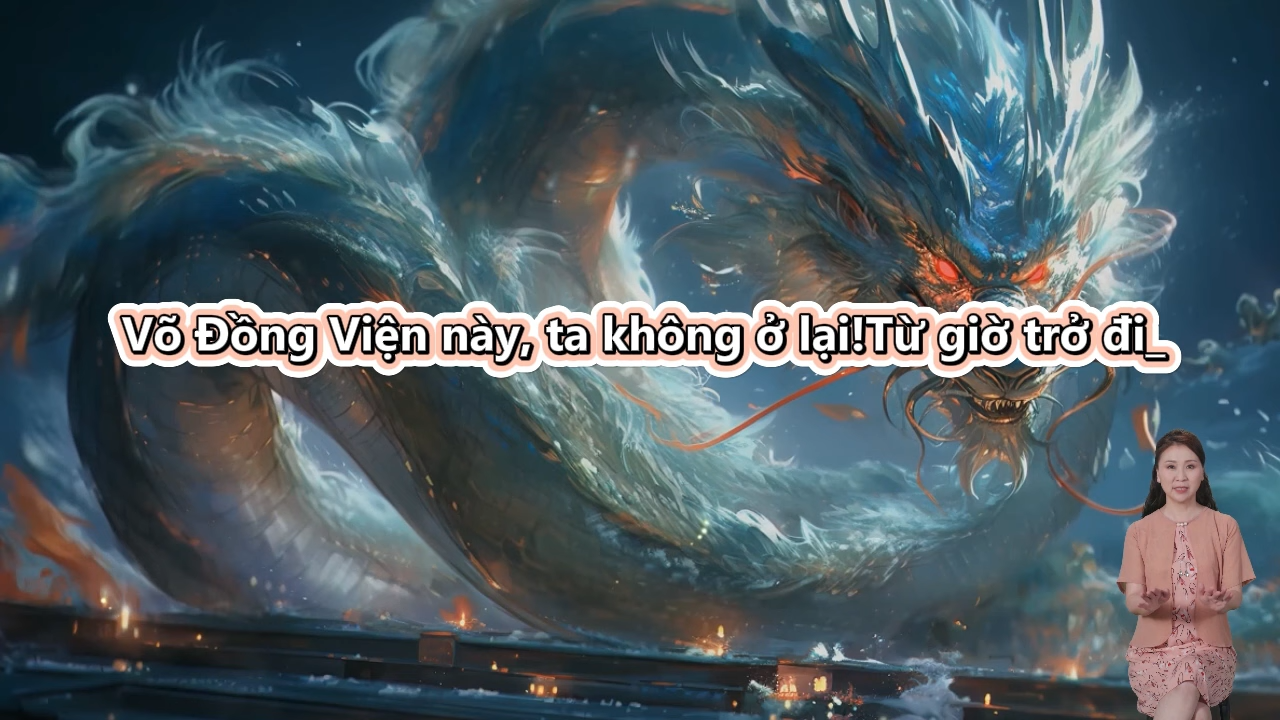 Võ Đồng Viện này, ta không ở lại!Từ giờ trở đi_